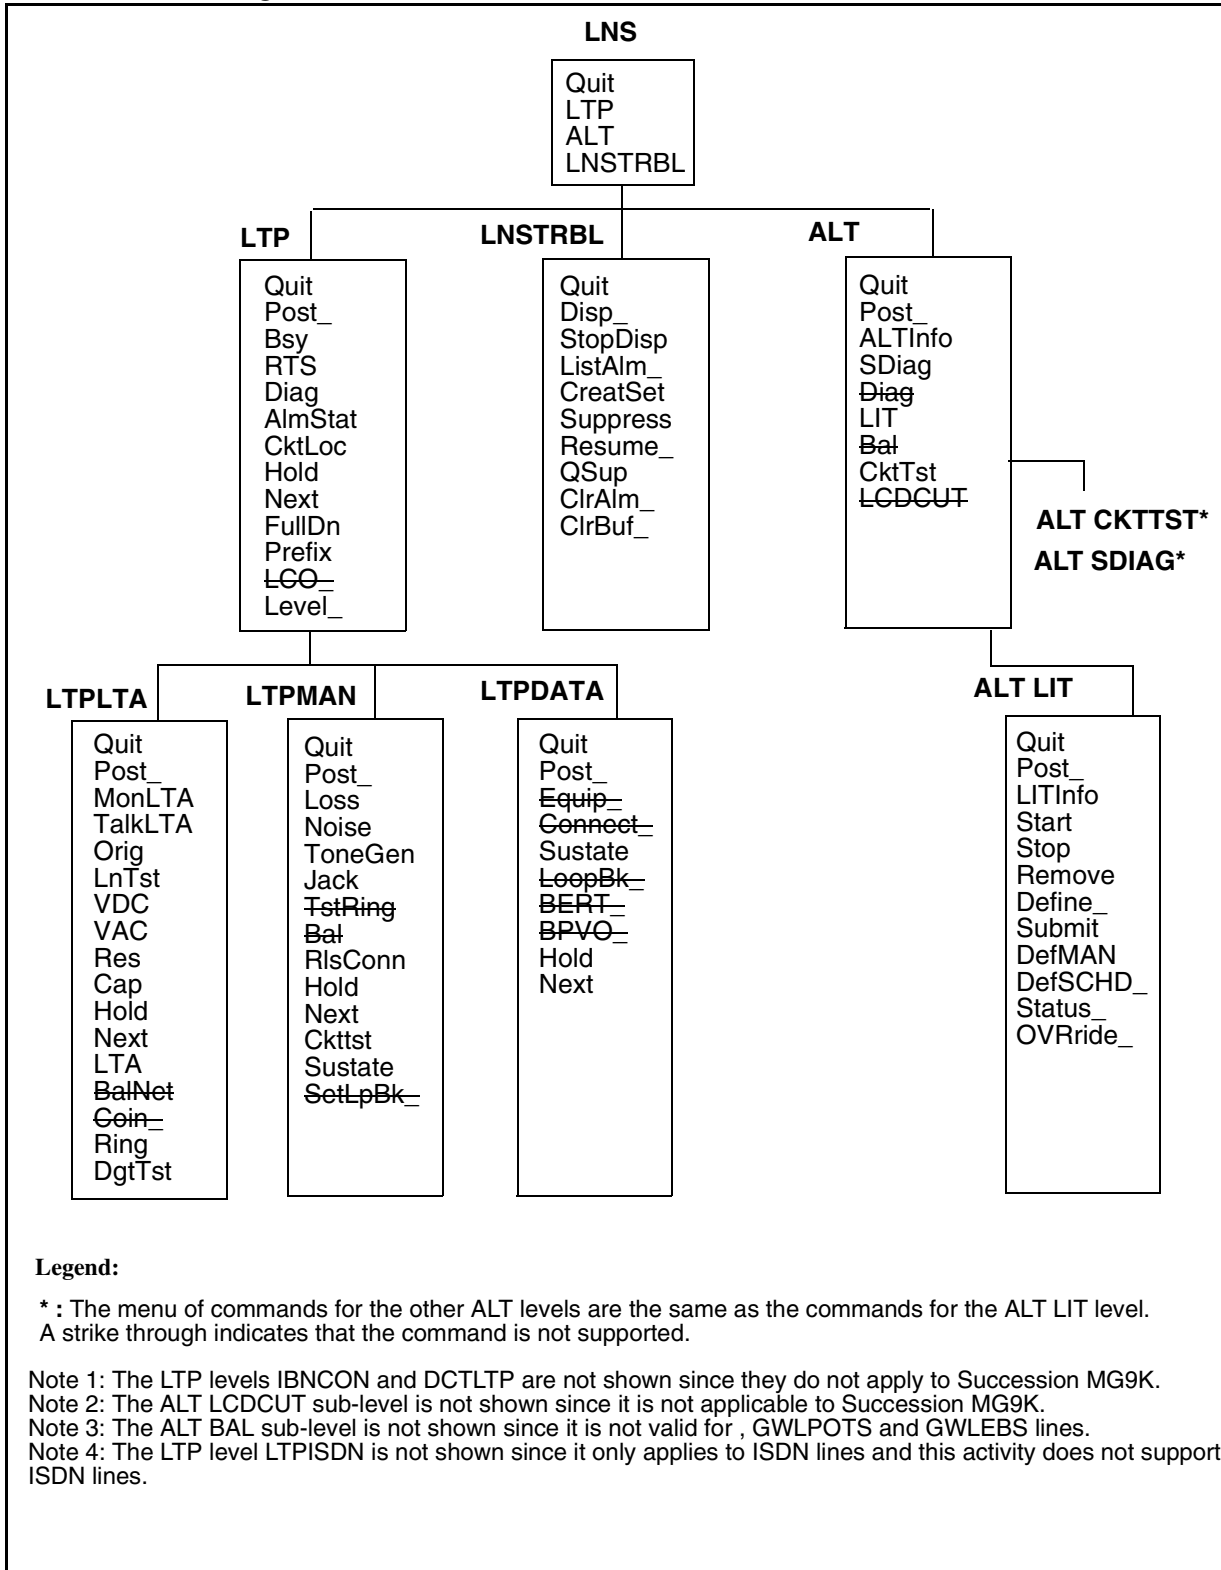 LNS
Quit
LTP
ALT
LNSTRBL
LTP
Quit
Post_
Bsy
RTS
Diag
AlmStat
CktLoc
Hold
Next
FullDn
Prefix
LCO_
Level_
LNSTRBL
Quit
Disp_
StopDisp
ListAlm_
CreatSet
Suppress
Resume_
QSup
ClrAlm_
ClrBuf_
ALT
Quit
Post_
ALTInfo
SDiag
Diag
LIT
Bal
CktTst
LCDCUT
ALT CKTTST*
ALT SDIAG*
LTPLTA
Quit
Post_
MonLTA
TalkLTA
Orig
LnTst
VDC
VAC
Res
Cap
Hold
Next
LTA
BalNet
Coin_
Ring
DgtTst
LTPMAN
Quit
Post_
Loss
Noise
ToneGen
Jack
TstRing
Bal
RlsConn
Hold
Next
Ckttst
Sustate
SetLpBk_
LTPDATA
Quit
Post_
Equip_
Connect_
Sustate
LoopBk_
BERT_
BPVO_
Hold
Next
ALT LIT
Quit
Post_
LITInfo
Start
Stop
Remove
Define_
Submit
DefMAN
DefSCHD_
Status_
OVRride_
Legend:
* : The menu of commands for the other ALT levels are the same as the commands for the ALT LIT level.
A strike through indicates that the command is not supported.
Note 1: The LTP levels IBNCON and DCTLTP are not shown since they do not apply to Succession MG9K.
Note 2: The ALT LCDCUT sub-level is not shown since it is not applicable to Succession MG9K.
Note 3: The ALT BAL sub-level is not shown since it is not valid for , GWLPOTS and GWLEBS lines.
Note 4: The LTP level LTPISDN is not shown since it only applies to ISDN lines and this activity does not support
ISDN lines.